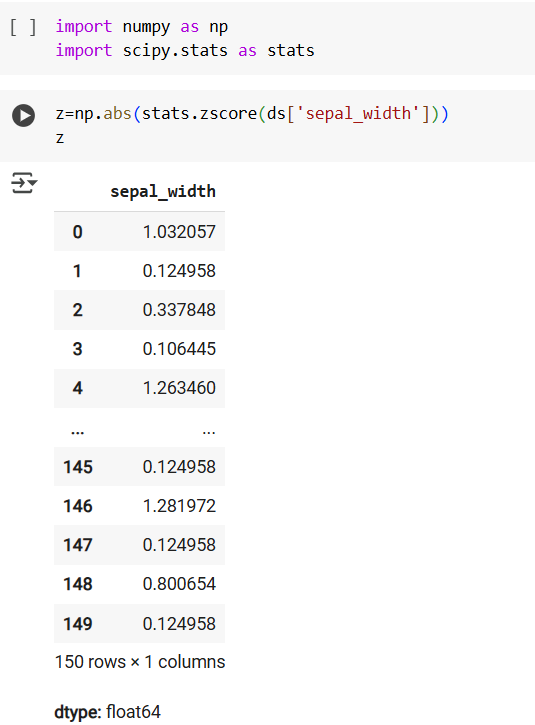 [ ] import numpy as np
import scipy.stats as stats
z=np.abs(stats.zscore(ds['sepal_width']))
z
sepal_width
0 1.032057
1 0.124958
2 0.337848
3 0.106445
4 1.263460
... ...
145 0.124958
146 1.281972
147 0.124958
148 0.800654
149 0.124958
150 rows × 1 columns
dtype: float64